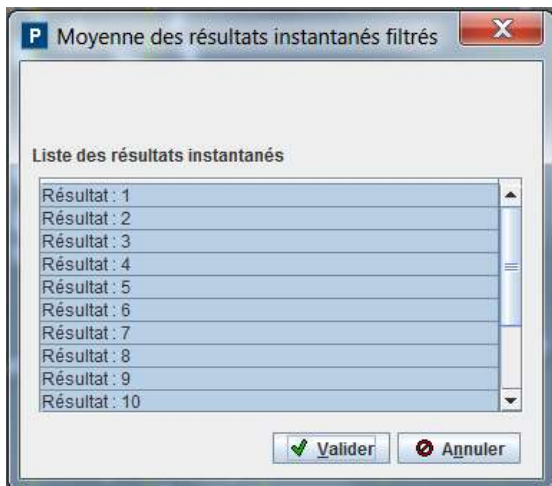 P Moyenne des résultats instantanés filtrés X
Liste des résultats instantanés
Résultat : 1
Résultat : 2
Résultat : 3
Résultat : 4
Résultat : 5
Résultat : 6
Résultat : 7
Résultat : 8
Résultat : 9
Résultat : 10
Valider Annuler